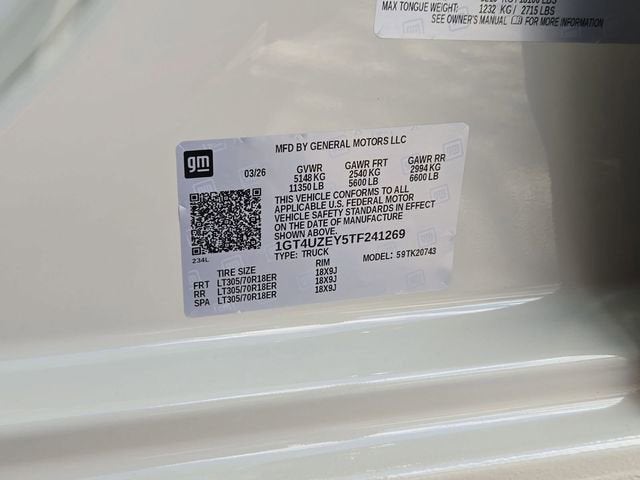 MAX TONGUE WEIGHT: 1232 KG / 2715 LBS
SEE OWNER'S MANUAL FOR MORE INFORMATION
gm
MFD BY GENERAL MOTORS LLC
03/26 GVWR GAWR FRT GAWR RR
5148 KG 2540 KG 2994 KG
11350 LB 5600 LB 6600 LB
THIS VEHICLE CONFORMS TO ALL
APPLICABLE U.S. FEDERAL MOTOR
VEHICLE SAFETY STANDARDS IN EFFECT
ON THE DATE OF MANUFACTURE
SHOWN ABOVE.
1GT4UZEY5TF241269
TYPE: TRUCK MODEL: 59TK20743
234L
TIRE SIZE RIM
FRT LT305/70R18ER 18X9J
RR LT305/70R18ER 18X9J
SPA LT305/70R18ER 18X9J